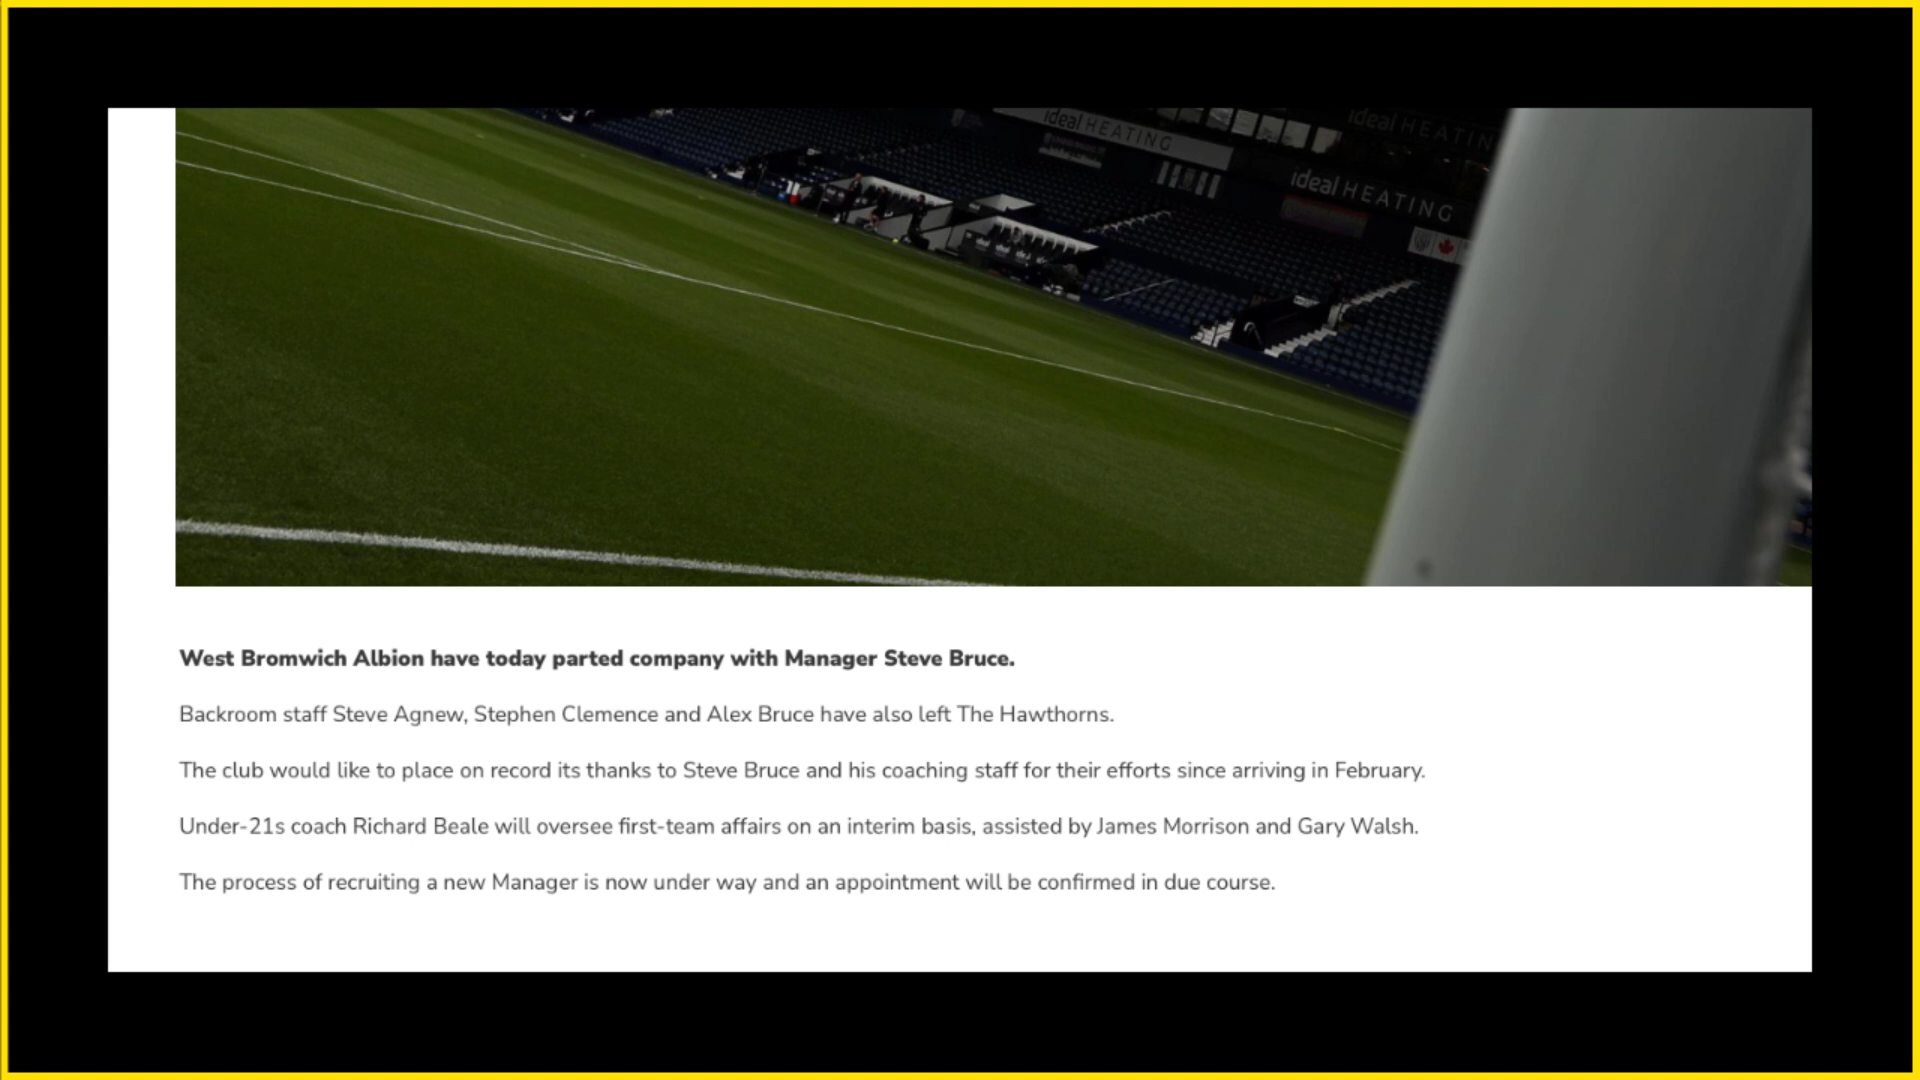 ideal HEATING
ideal HEATING
ideal HEATING
West Bromwich Albion have today parted company with Manager Steve Bruce.
Backroom staff Steve Agnew, Stephen Clemence and Alex Bruce have also left The Hawthorns.
The club would like to place on record its thanks to Steve Bruce and his coaching staff for their efforts since arriving in February.
Under-21s coach Richard Beale will oversee first-team affairs on an interim basis, assisted by James Morrison and Gary Walsh.
The process of recruiting a new Manager is now under way and an appointment will be confirmed in due course.